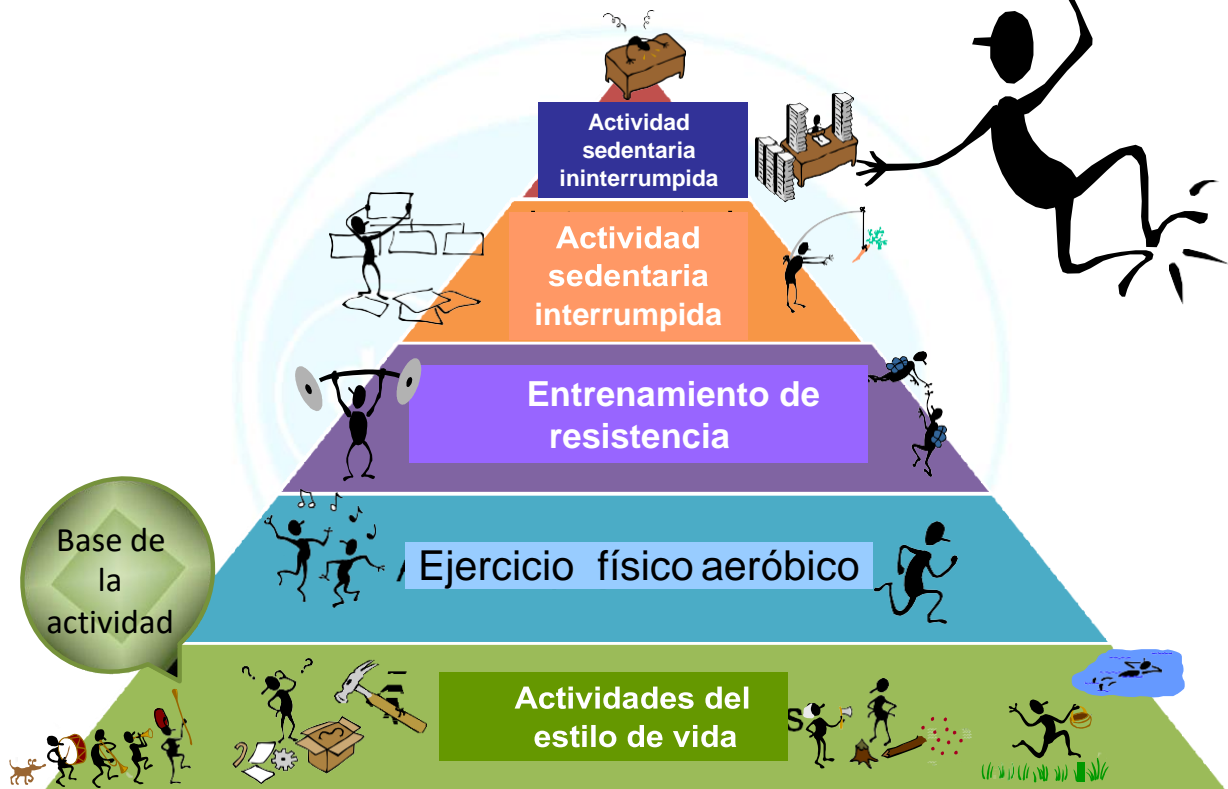 Actividad
sedentaria
ininterrumpida
Actividad
sedentaria
interrumpida
Entrenamiento de
resistencia
Base de
la
actividad
Ejercicio físico aeróbico
Actividades del
estilo de vida
? ?
S